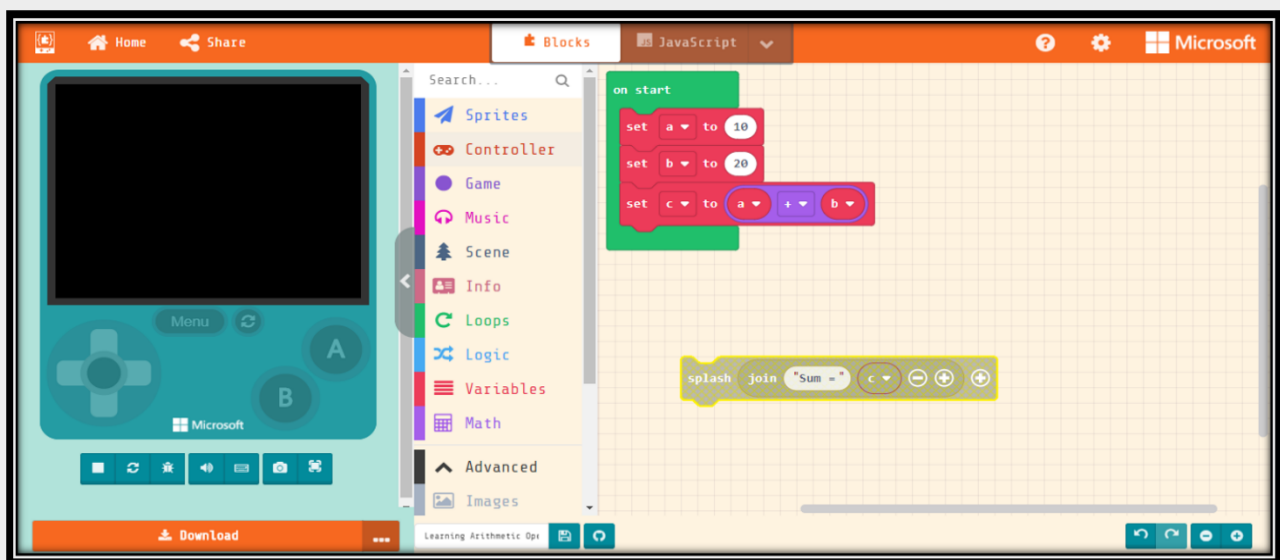 Home
Share
Blocks
JavaScript
Microsoft
Menu
A
B
Microsoft
Download
Search...
Sprites
Controller
Game
Music
Scene
Info
Loops
Logic
Variables
Math
Advanced
Images
Learning Arithmetic Ope
on start
set a to 10
set b to 20
set c to a + b
splash join "Sum =" c